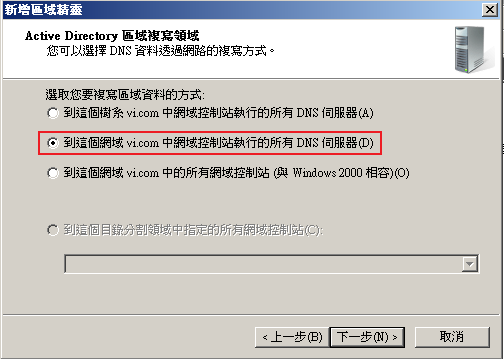 新增區域精靈
Active Directory 區域複寫領域
您可以選擇 DNS 資料透過網路的複寫方式。
選取您要複寫區域資料的方式:
到這個樹系 vi.com 中網域控制站執行的所有 DNS 伺服器(A)
到這個網域 vi.com 中網域控制站執行的所有 DNS 伺服器(D)
到這個網域 vi.com 中的所有網域控制站 (與 Windows 2000 相容)(O)
到這個目錄分割領域中指定的所有網域控制站(C):
< 上一步(B)
下一步(N) >
取消